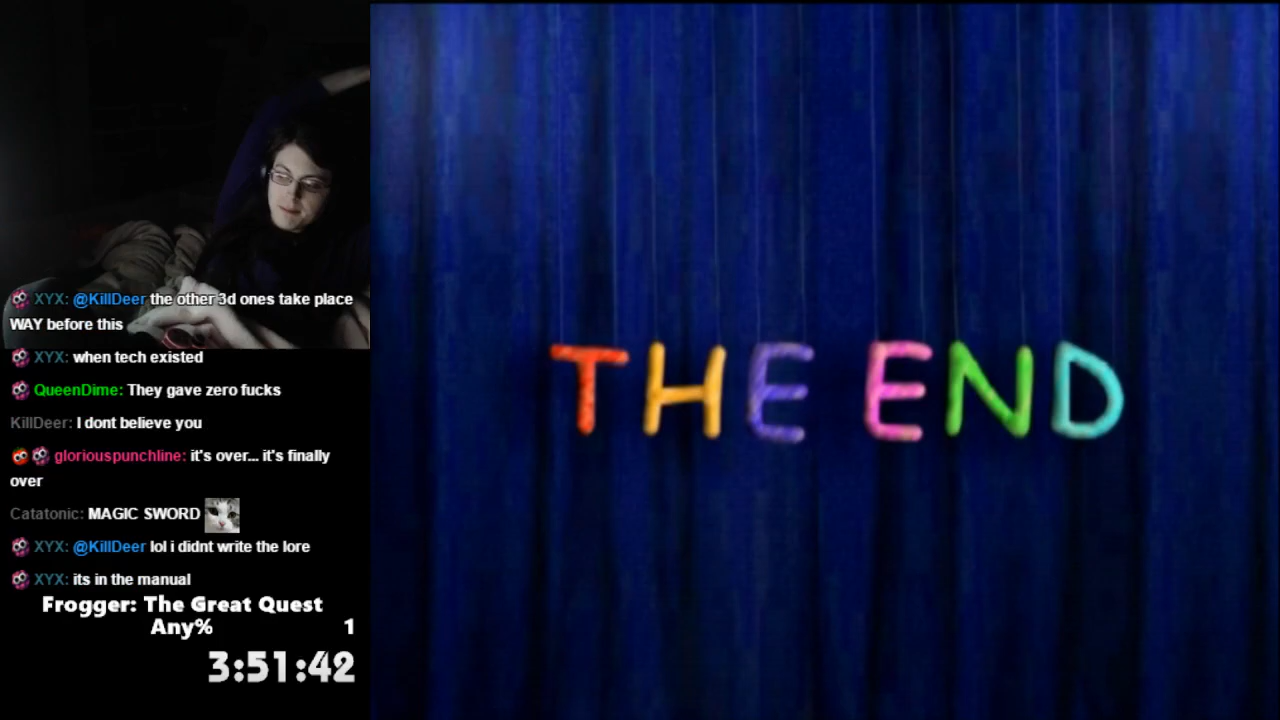 XYX: @KillDeer the other 3d ones take place
WAY before this
XYX: when tech existed
QueenDime: They gave zero fucks
KillDeer: I dont believe you
gloriouspunchline: it's over... it's finally
over
Catatonic: MAGIC SWORD
XYX: @KillDeer lol i didnt write the lore
XYX: its in the manual
Frogger: The Great Quest
Any% 1
3:51:42
THE END